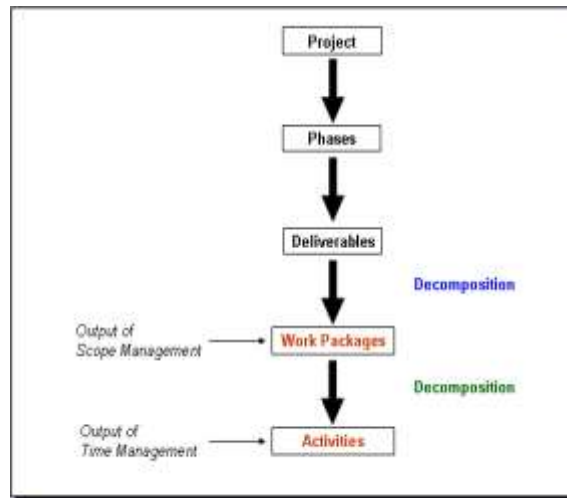 Project
Phases
Deliverables
Decomposition
Output of
Scope Management
Work Packages
Decomposition
Output of
Time Management
Activities